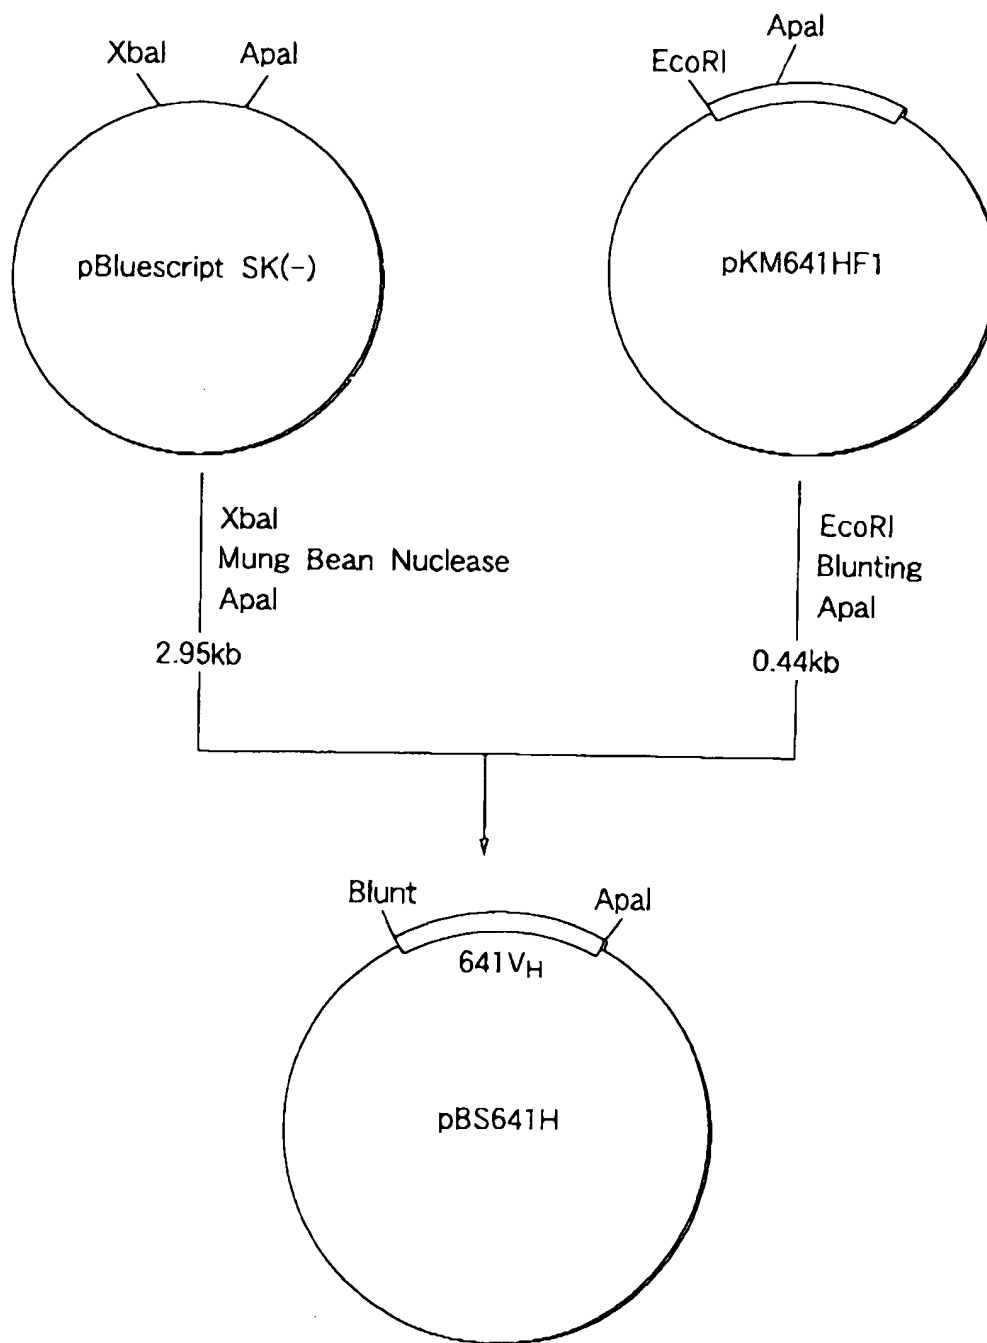 XbaI
ApaI
pBluescript SK(-)
EcoRI
ApaI
pKM641HF1
XbaI
Mung Bean Nuclease
ApaI
2.95kb
EcoRI
Blunting
ApaI
0.44kb
Blunt
ApaI
641VH
pBS641H